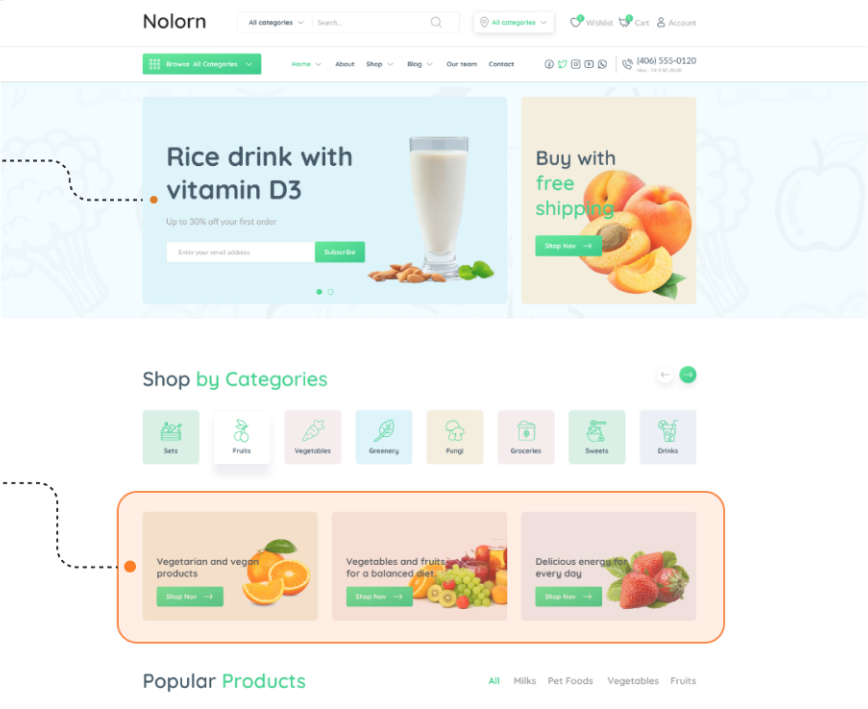 Nolorn
All categories
Search...
All categories
Wishlist
Cart
Account
Browse All Categories
Home
About
Shop
Blog
Our team
Contact
(406) 555-0120
Rice drink with
vitamin D3
Up to 30% off your first order
Enter your email address
Subscribe
Buy with
free
shipping
Shop Nov
Shop by Categories
Sets
Fruits
Vegetables
Greenery
Fungi
Groceries
Sweets
Drinks
Vegetarian and vegan
products
Shop Nov
Vegetables and fruits
for a balanced diet
Shop Nov
Delicious energy for
every day
Shop Nov
Popular Products
All
Milks
Pet Foods
Vegetables
Fruits